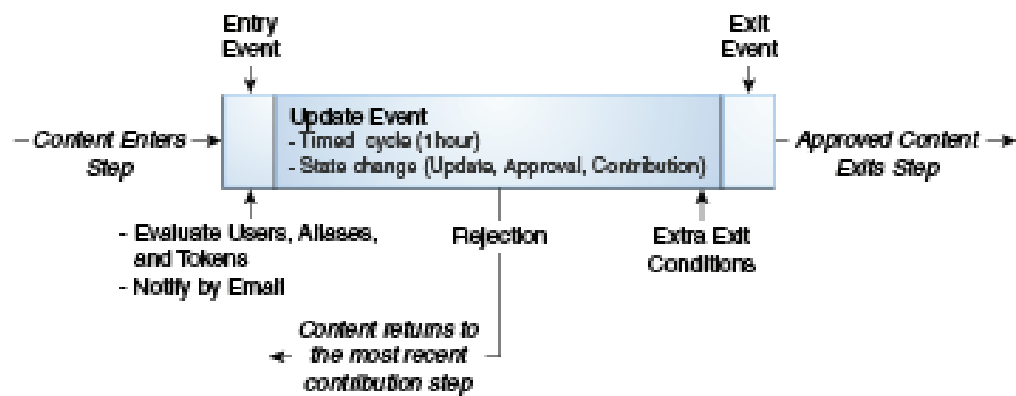 Entry
Event
Exit
Event
Content Enters
Step
Update Event
- Timed cycle (1hour)
- State change (Update, Approval, Contribution)
Approved Content
Exits Step
- Evaluate Users, Aliases,
and Tokens
- Notify by Email
Rejection
Extra Exit
Conditions
Content returns to
the most recent
contribution step